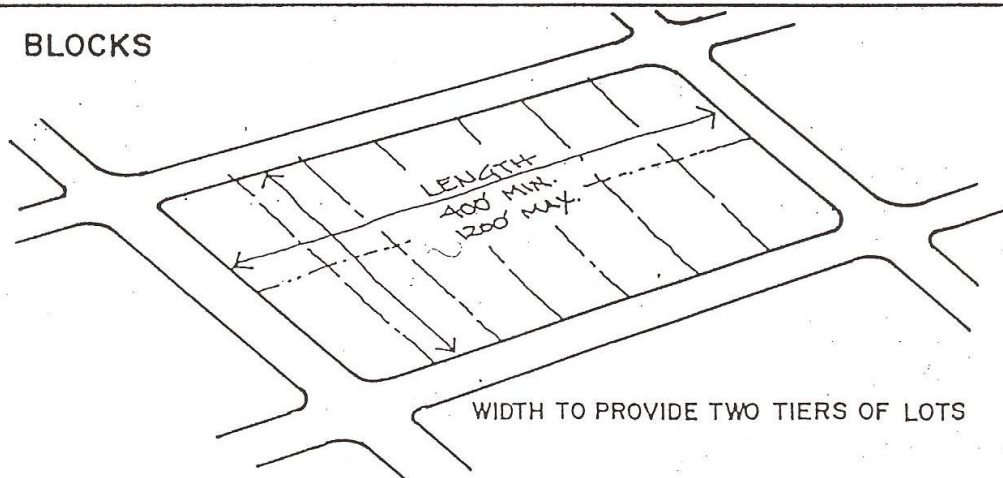 BLOCKS
LENGTH
400' MIN.
1200' MAX.
WIDTH TO PROVIDE TWO TIERS OF LOTS